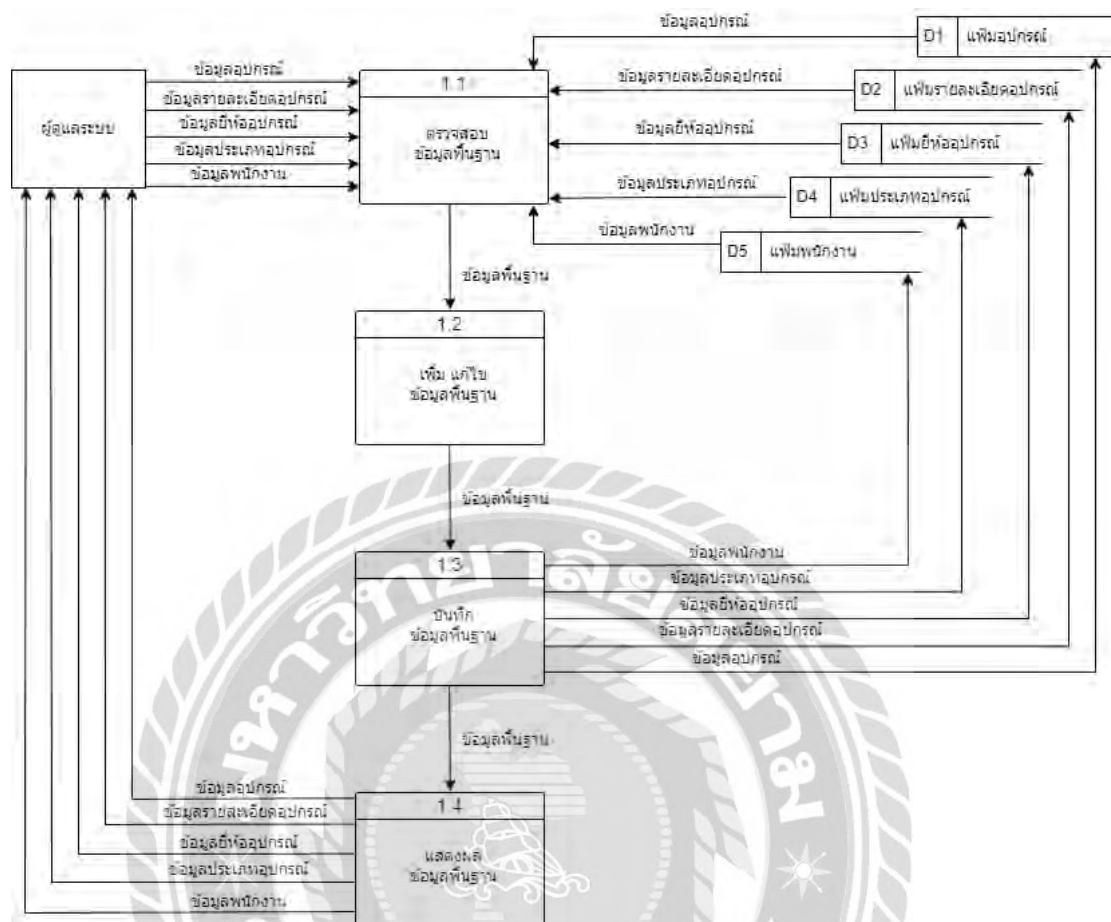 ข้อมูลอุปกรณ์
D1 แฟ้มอุปกรณ์
ข้อมูลอุปกรณ์
1.1
ข้อมูลรายละเอียดอุปกรณ์
D2 แฟ้มรายละเอียดอุปกรณ์
ผู้ดูแลระบบ
ข้อมูลรายละเอียดอุปกรณ์
ข้อมูลยี่ห้ออุปกรณ์
ข้อมูลประเภทอุปกรณ์
ข้อมูลพนักงาน
ตรวจสอบ
ข้อมูลพื้นฐาน
ข้อมูลยี่ห้ออุปกรณ์
D3 แฟ้มยี่ห้ออุปกรณ์
ข้อมูลประเภทอุปกรณ์
D4 แฟ้มประเภทอุปกรณ์
ข้อมูลพนักงาน
D5 แฟ้มพนักงาน
ข้อมูลพื้นฐาน
1.2
เพิ่ม แก้ไข
ข้อมูลพื้นฐาน
ข้อมูลพื้นฐาน
1.3
บันทึก
ข้อมูลพื้นฐาน
ข้อมูลพนักงาน
ข้อมูลประเภทอุปกรณ์
ข้อมูลยี่ห้ออุปกรณ์
ข้อมูลรายละเอียดอุปกรณ์
ข้อมูลอุปกรณ์
ข้อมูลพื้นฐาน
1.4
แสดงผล
ข้อมูลพื้นฐาน
ข้อมูลอุปกรณ์
ข้อมูลรายละเอียดอุปกรณ์
ข้อมูลยี่ห้ออุปกรณ์
ข้อมูลประเภทอุปกรณ์
ข้อมูลพนักงาน
มหาวิทยาลัยสยาม